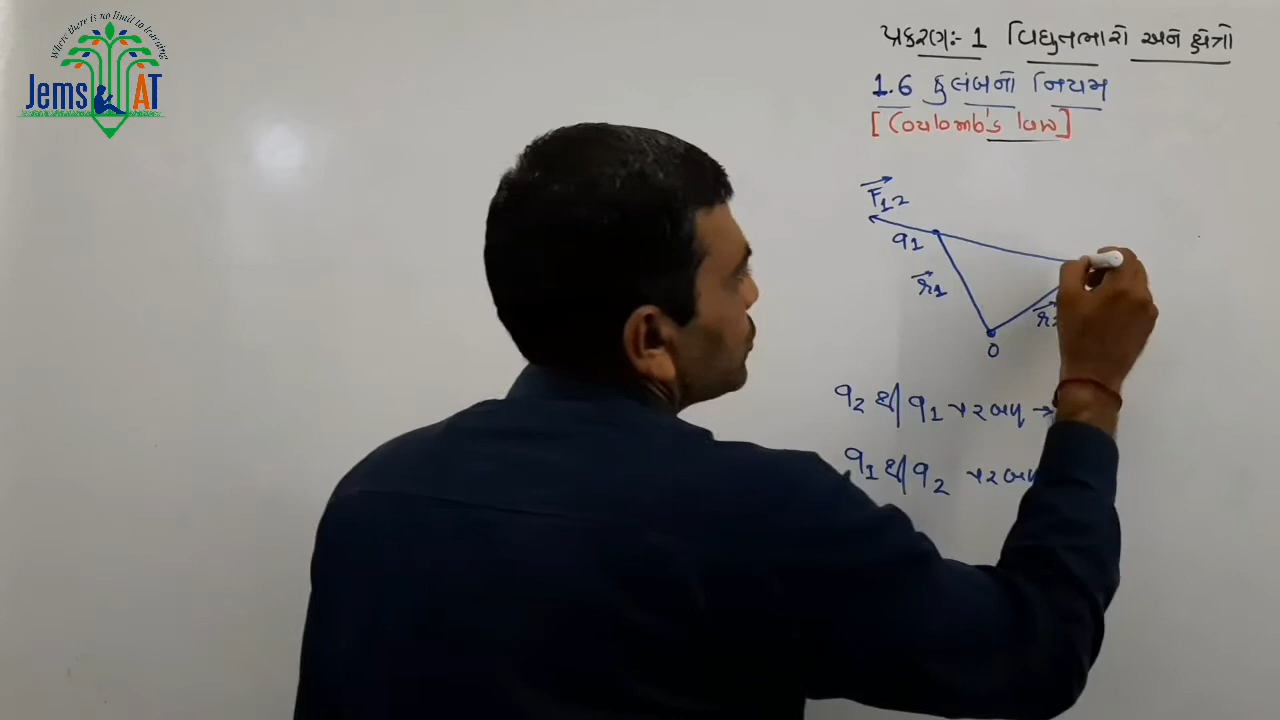 Where there is no limit to learning
Jems AT
પ્રકરણ:- 1 વિદ્યુતભારો અને ક્ષેત્રો
1.6 કુલંબનો નિયમ
[Coulomb's law]
F₁₂
q₁
r₁
r₂
O
q₂ થી q₁ પર બળ →
q₁ થી q₂ પર બળ